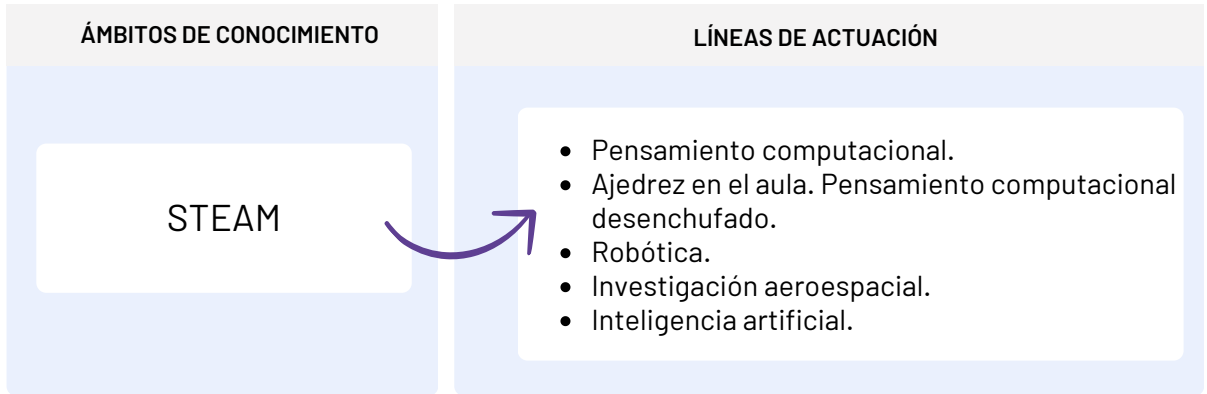 ÁMBITOS DE CONOCIMIENTO
LÍNEAS DE ACTUACIÓN
STEAM
• Pensamiento computacional.
• Ajedrez en el aula. Pensamiento computacional
desenchufado.
• Robótica.
• Investigación aeroespacial.
• Inteligencia artificial.